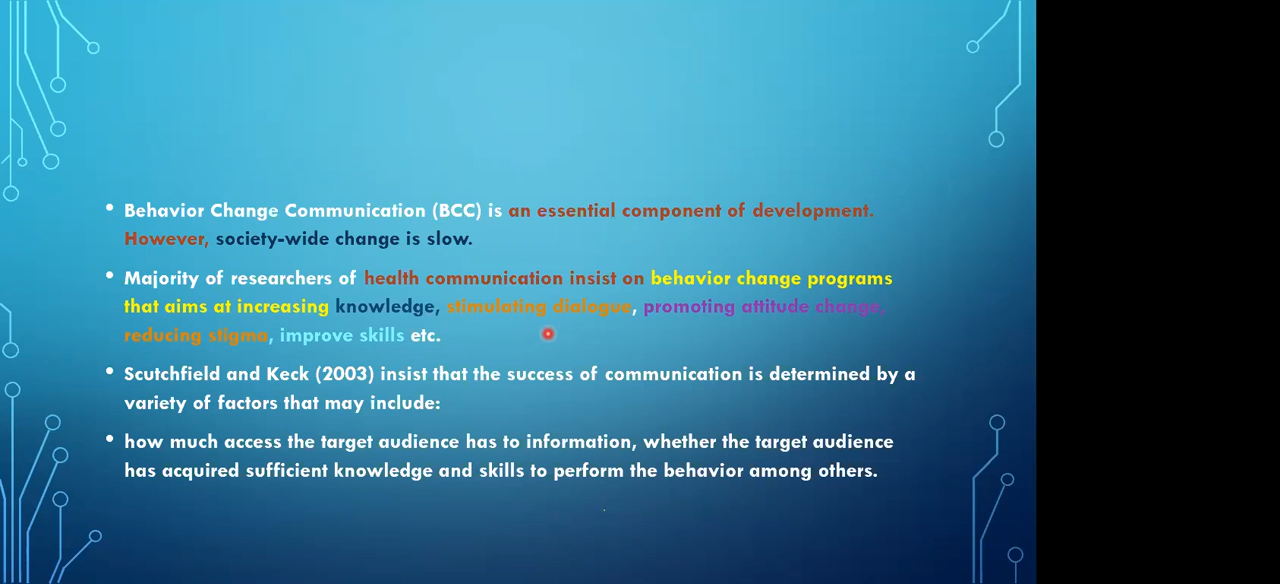 • Behavior Change Communication (BCC) is an essential component of development.
However, society-wide change is slow.
• Majority of researchers of health communication insist on behavior change programs
that aims at increasing knowledge, stimulating dialogue, promoting attitude change,
reducing stigma, improve skills etc.
• Scutchfield and Keck (2003) insist that the success of communication is determined by a
variety of factors that may include:
• how much access the target audience has to information, whether the target audience
has acquired sufficient knowledge and skills to perform the behavior among others.